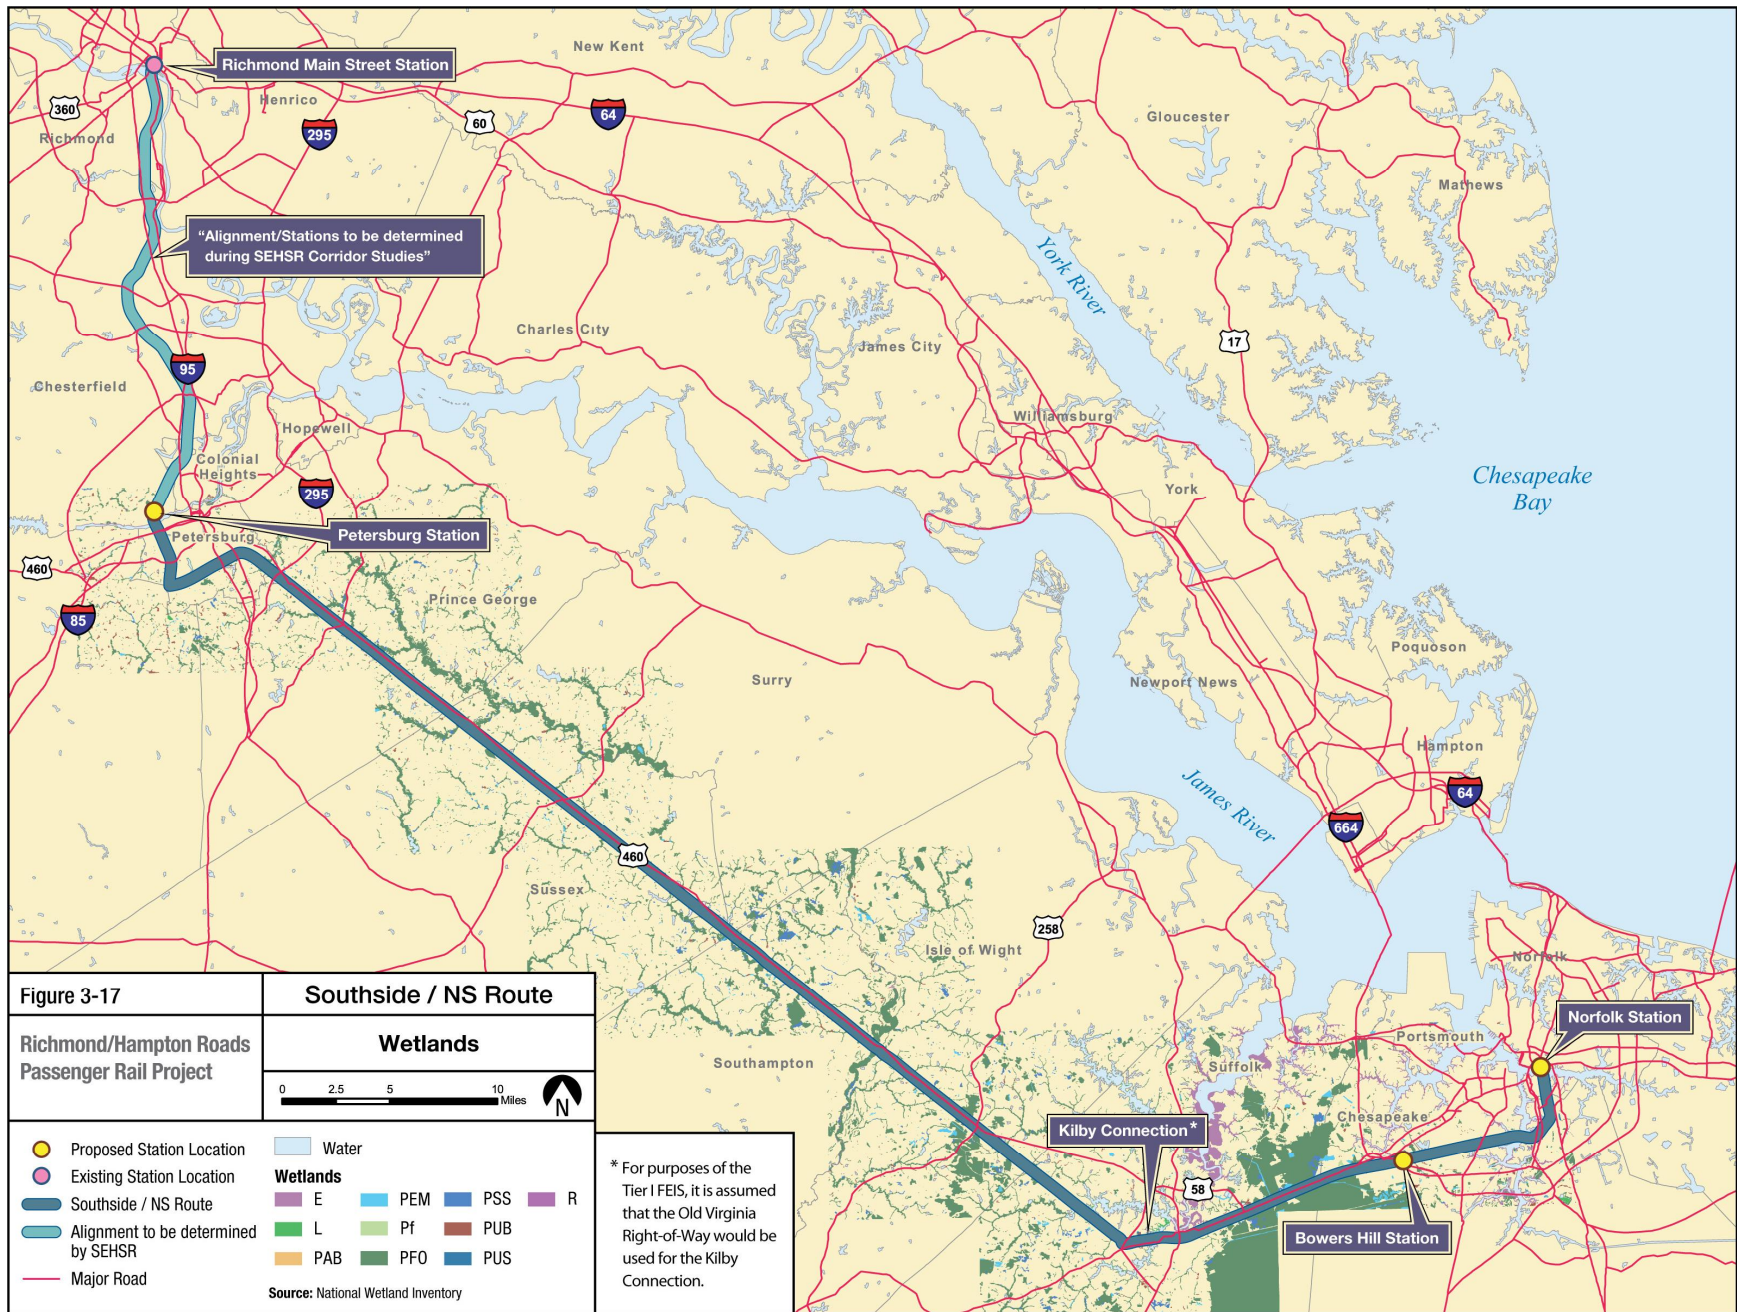 New Kent
Richmond Main Street Station
360
Henrico
295
60
64
Gloucester
Richmond
Mathews
“Alignment/Stations to be determined
during SEHSR Corridor Studies”
York River
Charles City
James City
17
95
Chesterfield
Williamsburg
Hopewell
Colonial
Heights
Chesapeake
Bay
295
York
Petersburg Station
Petersburg
460
Prince George
85
Poquoson
Surry
Newport News
Hampton
James River
64
664
460
Sussex
258
Isle of Wight
Norfolk
Norfolk Station
Portsmouth
Southampton
Suffolk
Chesapeake
Kilby Connection*
58
Bowers Hill Station
Figure 3-17
Southside / NS Route
Richmond/Hampton Roads
Passenger Rail Project
Wetlands
0 2.5 5 10
Miles
N
Proposed Station Location
Existing Station Location
Southside / NS Route
Alignment to be determined
by SEHSR
Major Road
Water
Wetlands
E PEM PSS R
L Pf PUB
PAB PFO PUS
Source: National Wetland Inventory
* For purposes of the
Tier I FEIS, it is assumed
that the Old Virginia
Right-of-Way would be
used for the Kilby
Connection.